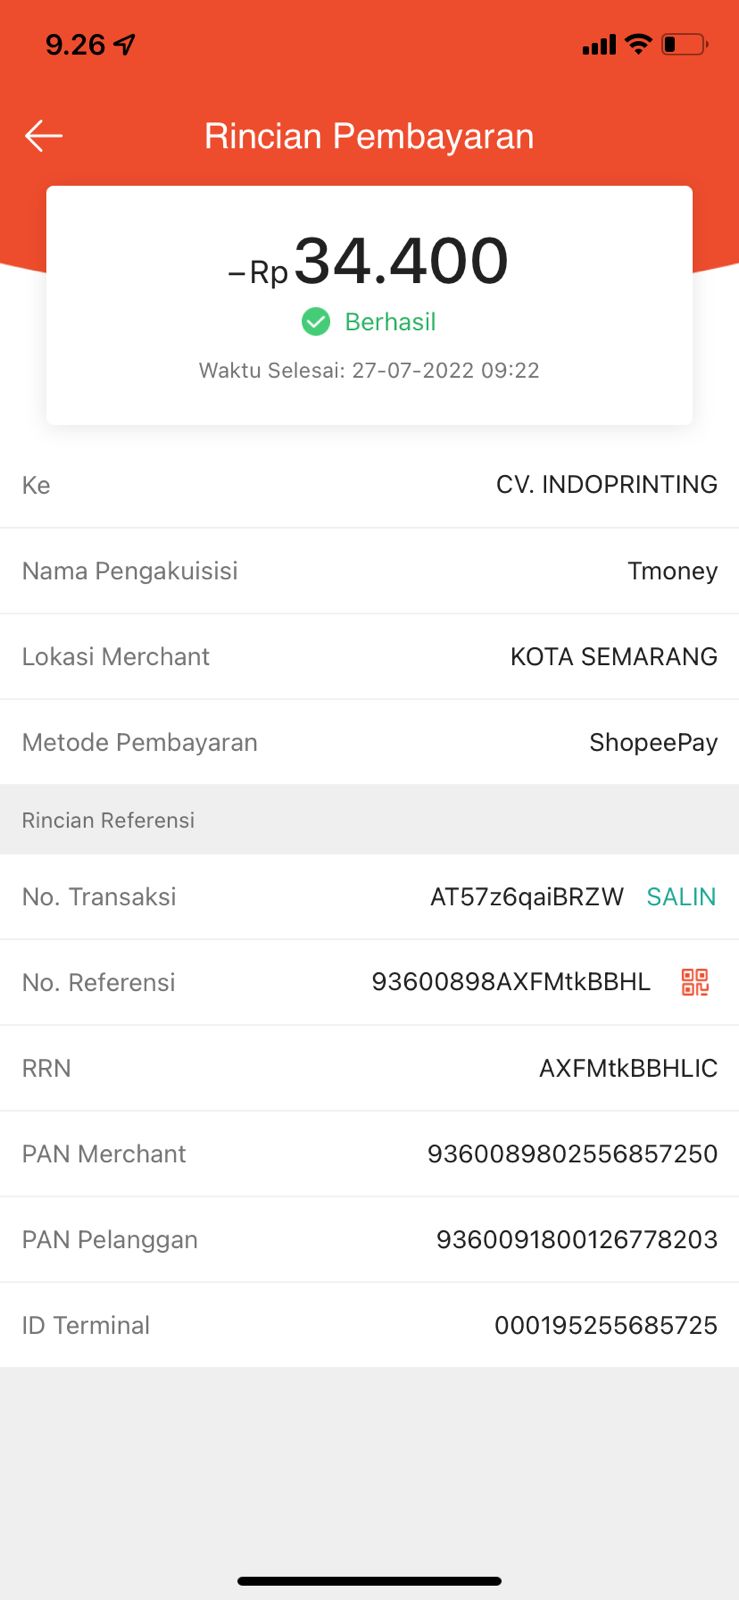 9.26
Rincian Pembayaran
–Rp34.400
Berhasil
Waktu Selesai: 27-07-2022 09:22
Ke CV. INDOPRINTING
Nama Pengakuisisi Tmoney
Lokasi Merchant KOTA SEMARANG
Metode Pembayaran ShopeePay
Rincian Referensi
No. Transaksi AT57z6qaiBRZW SALIN
No. Referensi 93600898AXFMtkBBHL
RRN AXFMtkBBHLIC
PAN Merchant 9360089802556857250
PAN Pelanggan 9360091800126778203
ID Terminal 000195255685725